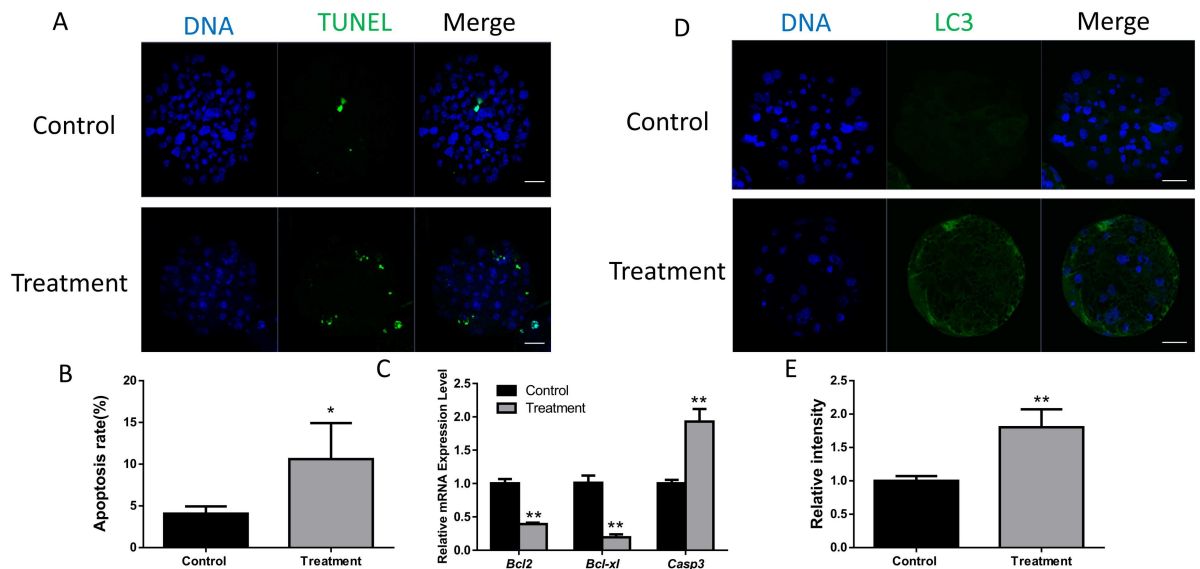 A
DNA TUNEL Merge
Control
Treatment
B
Apoptosis rate(%)
20
15
10
5
0
Control Treatment
C
Relative mRNA Expression Level
2.5
2.0
1.5
1.0
0.5
0.0
Control
Treatment
Bcl2 Bcl-xl Casp3
*
** ** **
D
DNA LC3 Merge
Control
Treatment
E
Relative intensity
2.5
2.0
1.5
1.0
0.5
0.0
**
Control Treatment